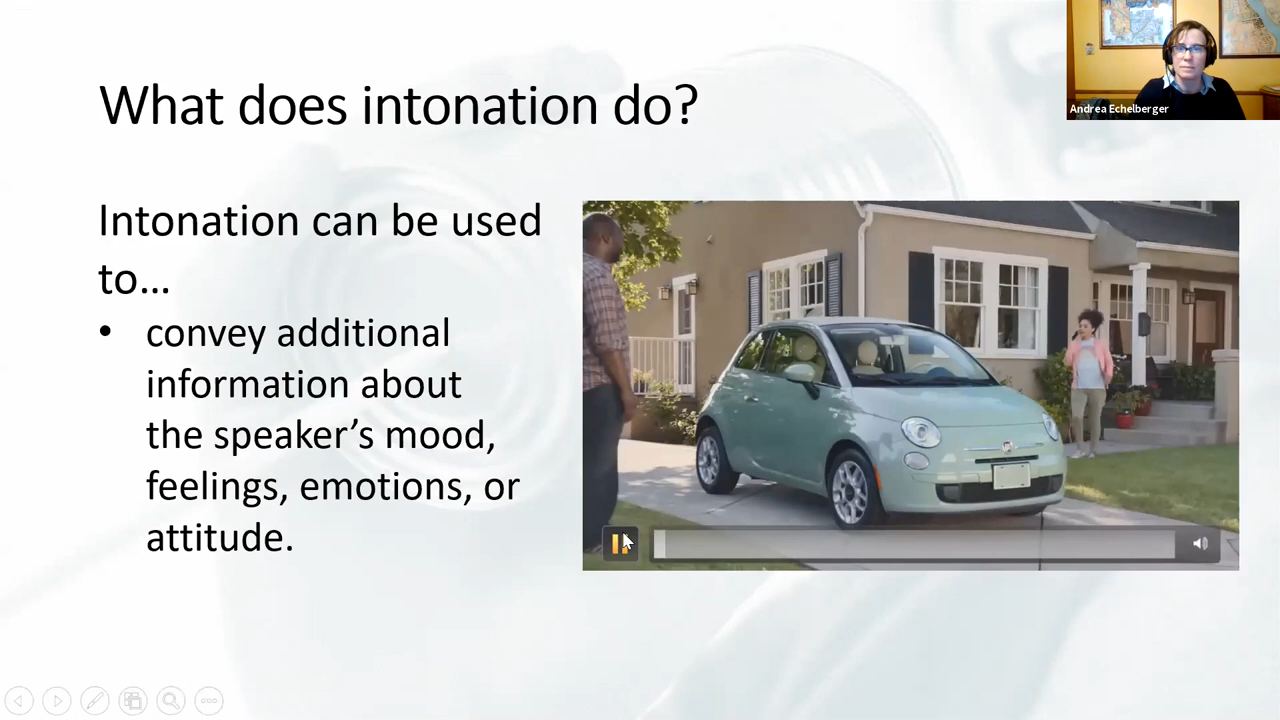 What does intonation do?
Andrea Echelberger
Intonation can be used
to…
• convey additional
information about
the speaker’s mood,
feelings, emotions, or
attitude.